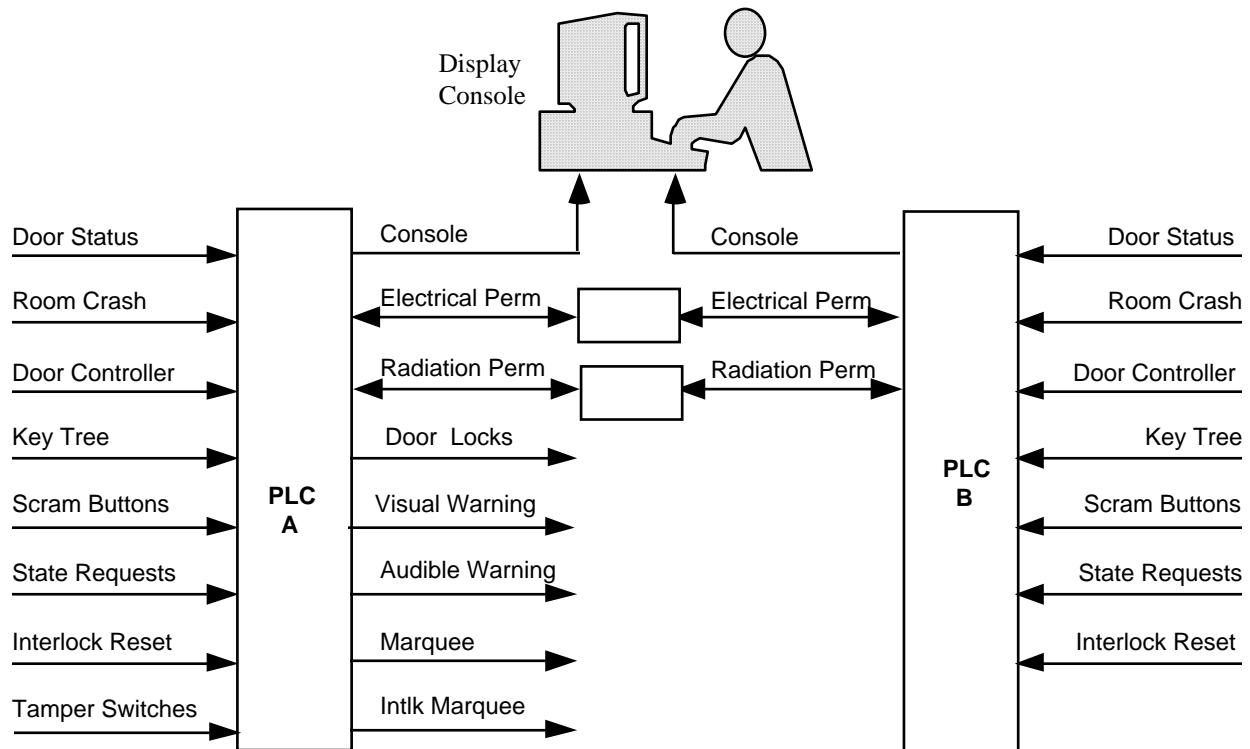 Display
Console
Door Status
Console
Console
Door Status
Room Crash
Electrical Perm
Electrical Perm
Room Crash
Door Controller
Radiation Perm
Radiation Perm
Door Controller
Key Tree
Door Locks
Key Tree
PLC
A
PLC
B
Scram Buttons
Visual Warning
Scram Buttons
State Requests
Audible Warning
State Requests
Interlock Reset
Marquee
Interlock Reset
Tamper Switches
Intlk Marquee